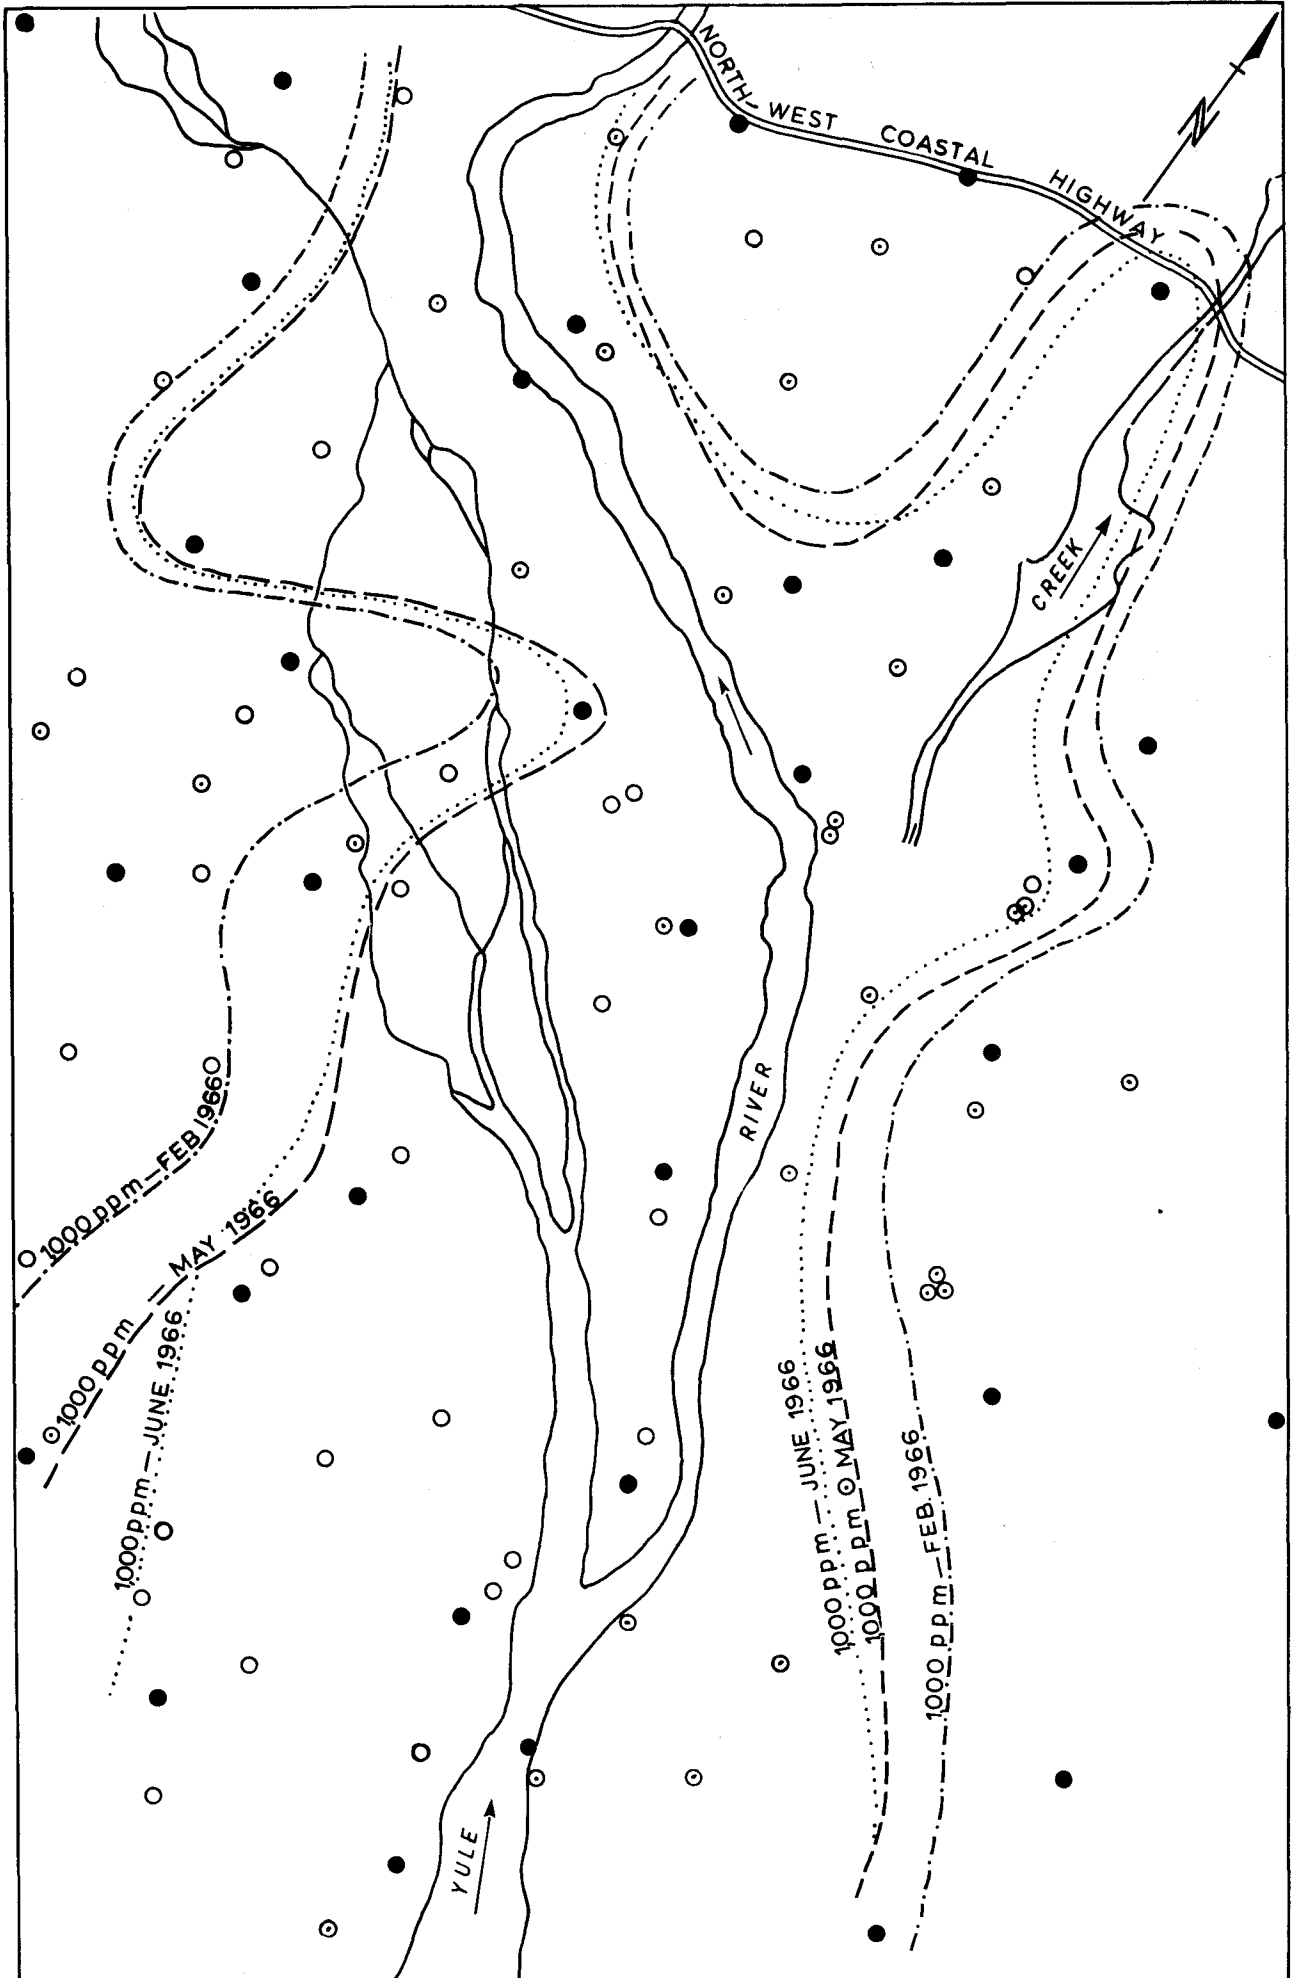 NORTH-WEST COASTAL HIGHWAY
N
CREEK
RIVER
1000 ppm — FEB 1966
1000 ppm — MAY 1966
1000 ppm — JUNE 1966
1000 ppm — JUNE 1966
1000 ppm MAY 1966
1000 ppm — FEB. 1966
YULE